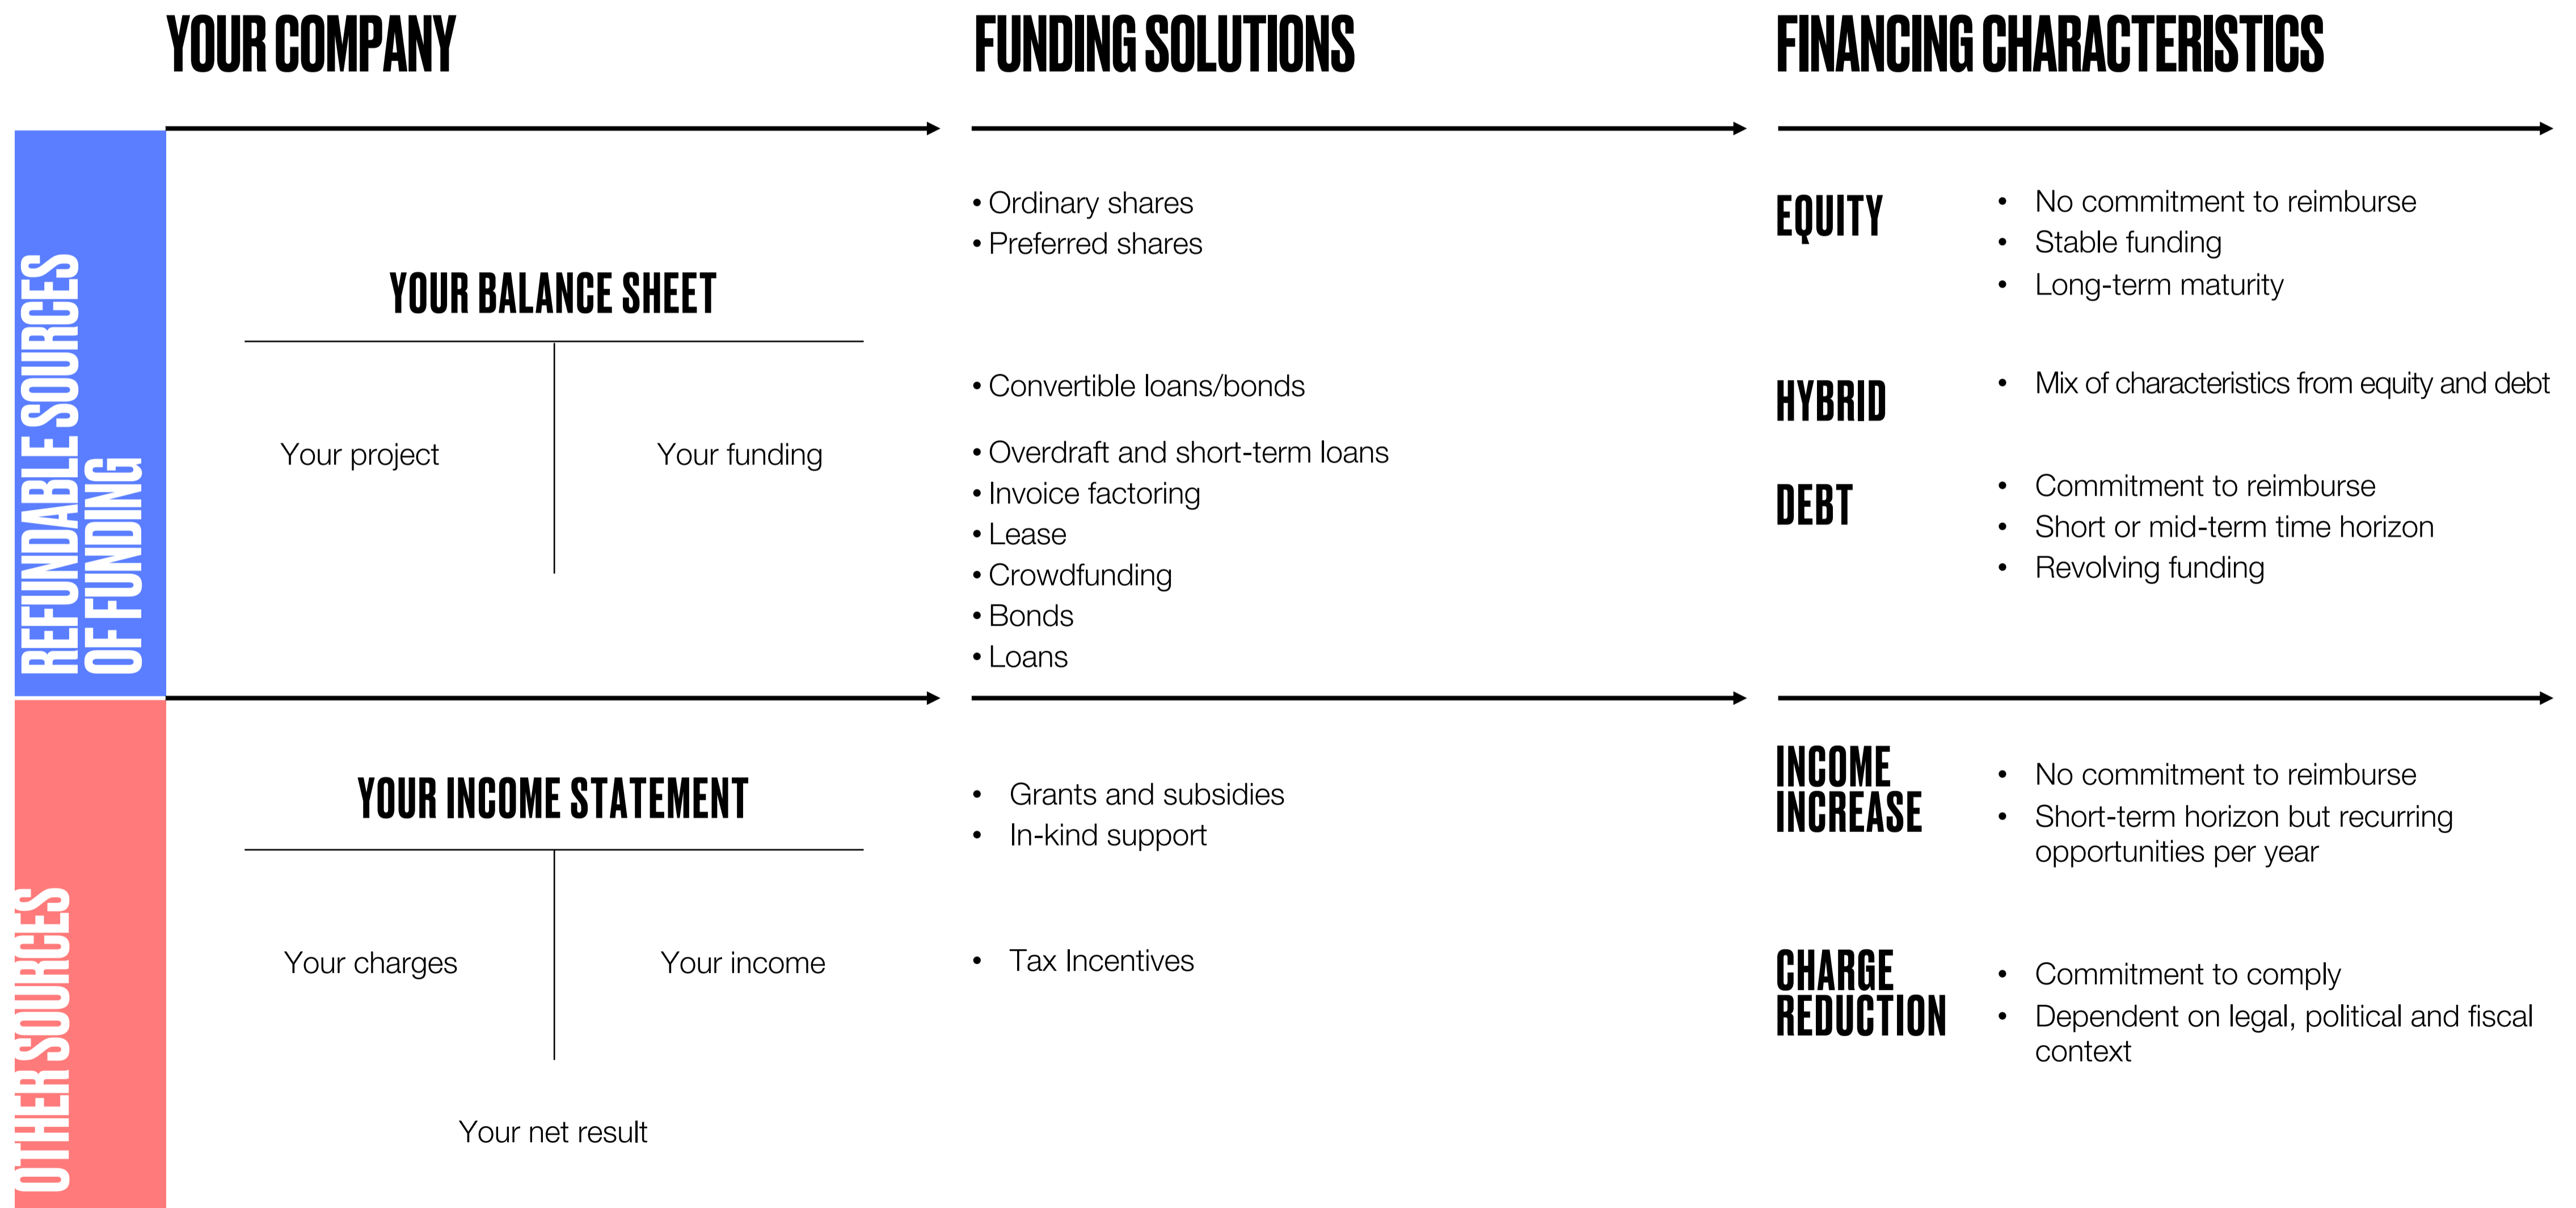 YOUR COMPANY
FUNDING SOLUTIONS
FINANCING CHARACTERISTICS
REFUNDABLE SOURCES
OF FUNDING
YOUR BALANCE SHEET
Your project
Your funding
• Ordinary shares
• Preferred shares
• Convertible loans/bonds
• Overdraft and short-term loans
• Invoice factoring
• Lease
• Crowdfunding
• Bonds
• Loans
EQUITY
• No commitment to reimburse
• Stable funding
• Long-term maturity
HYBRID
• Mix of characteristics from equity and debt
DEBT
• Commitment to reimburse
• Short or mid-term time horizon
• Revolving funding
OTHER SOURCES
YOUR INCOME STATEMENT
Your charges
Your income
Your net result
• Grants and subsidies
• In-kind support
• Tax Incentives
INCOME
INCREASE
• No commitment to reimburse
• Short-term horizon but recurring
opportunities per year
CHARGE
REDUCTION
• Commitment to comply
• Dependent on legal, political and fiscal
context